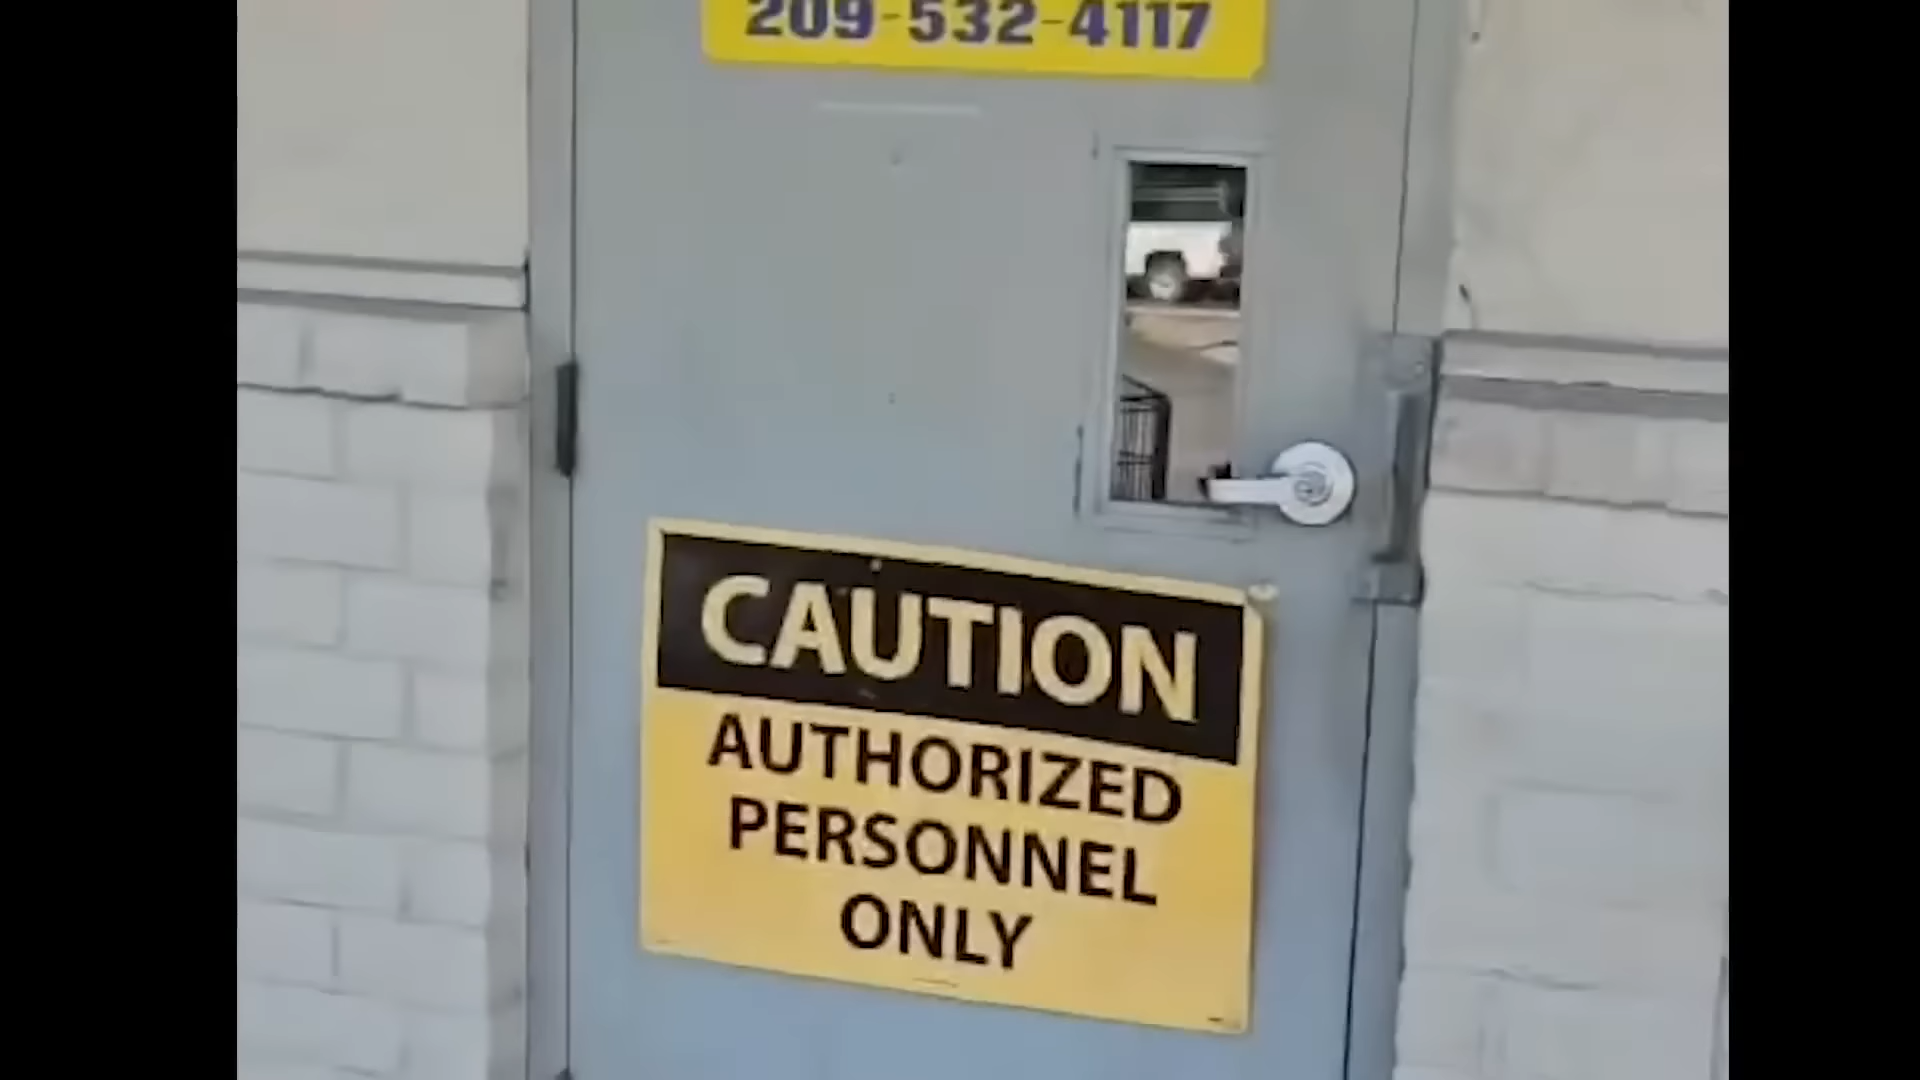 209-532-4117
CAUTION
AUTHORIZED
PERSONNEL
ONLY